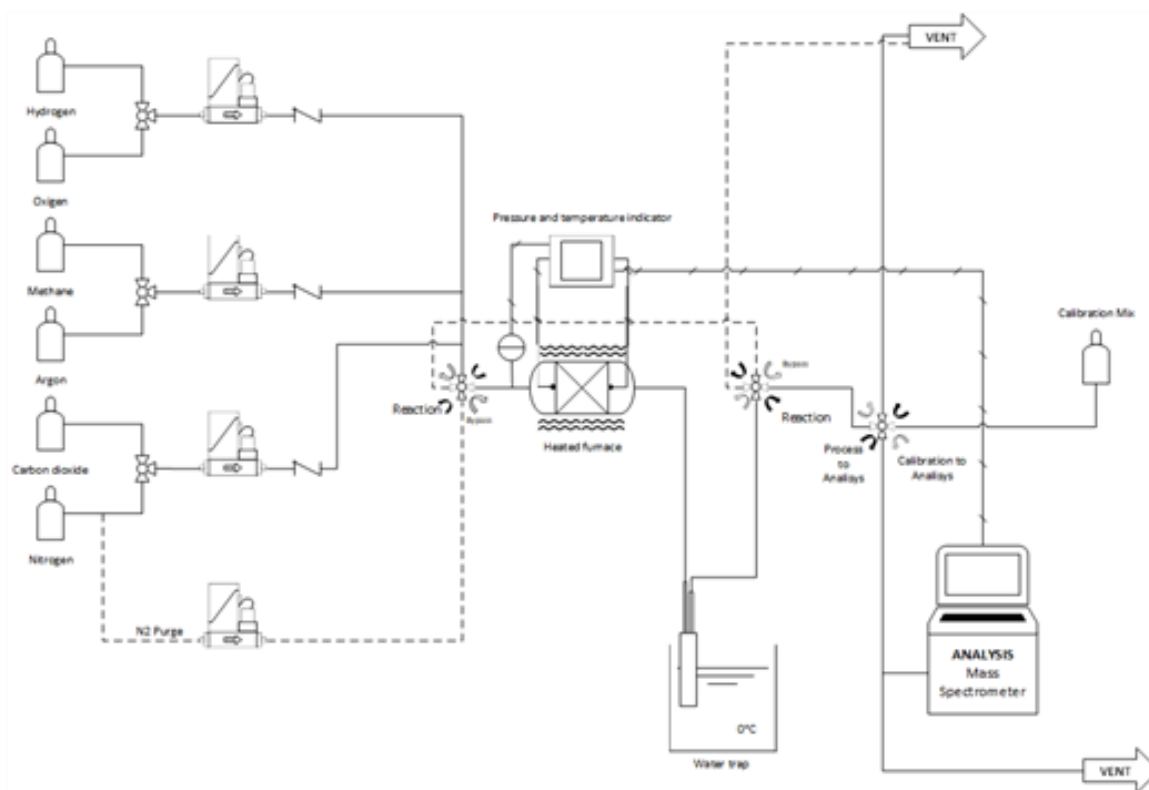 VENT
Hydrogen
Oxigen
Pressure and temperature indicator
Methane
Calibration Mix
Argon
Bypass
Reaction
Bypass
Reaction
Heated furnace
Carbon dioxide
Process
to
Analisys
Calibration to
Analisys
Nitrogen
N2 Purge
ANALYSIS
Mass
Spectrometer
0°C
Water trap
VENT